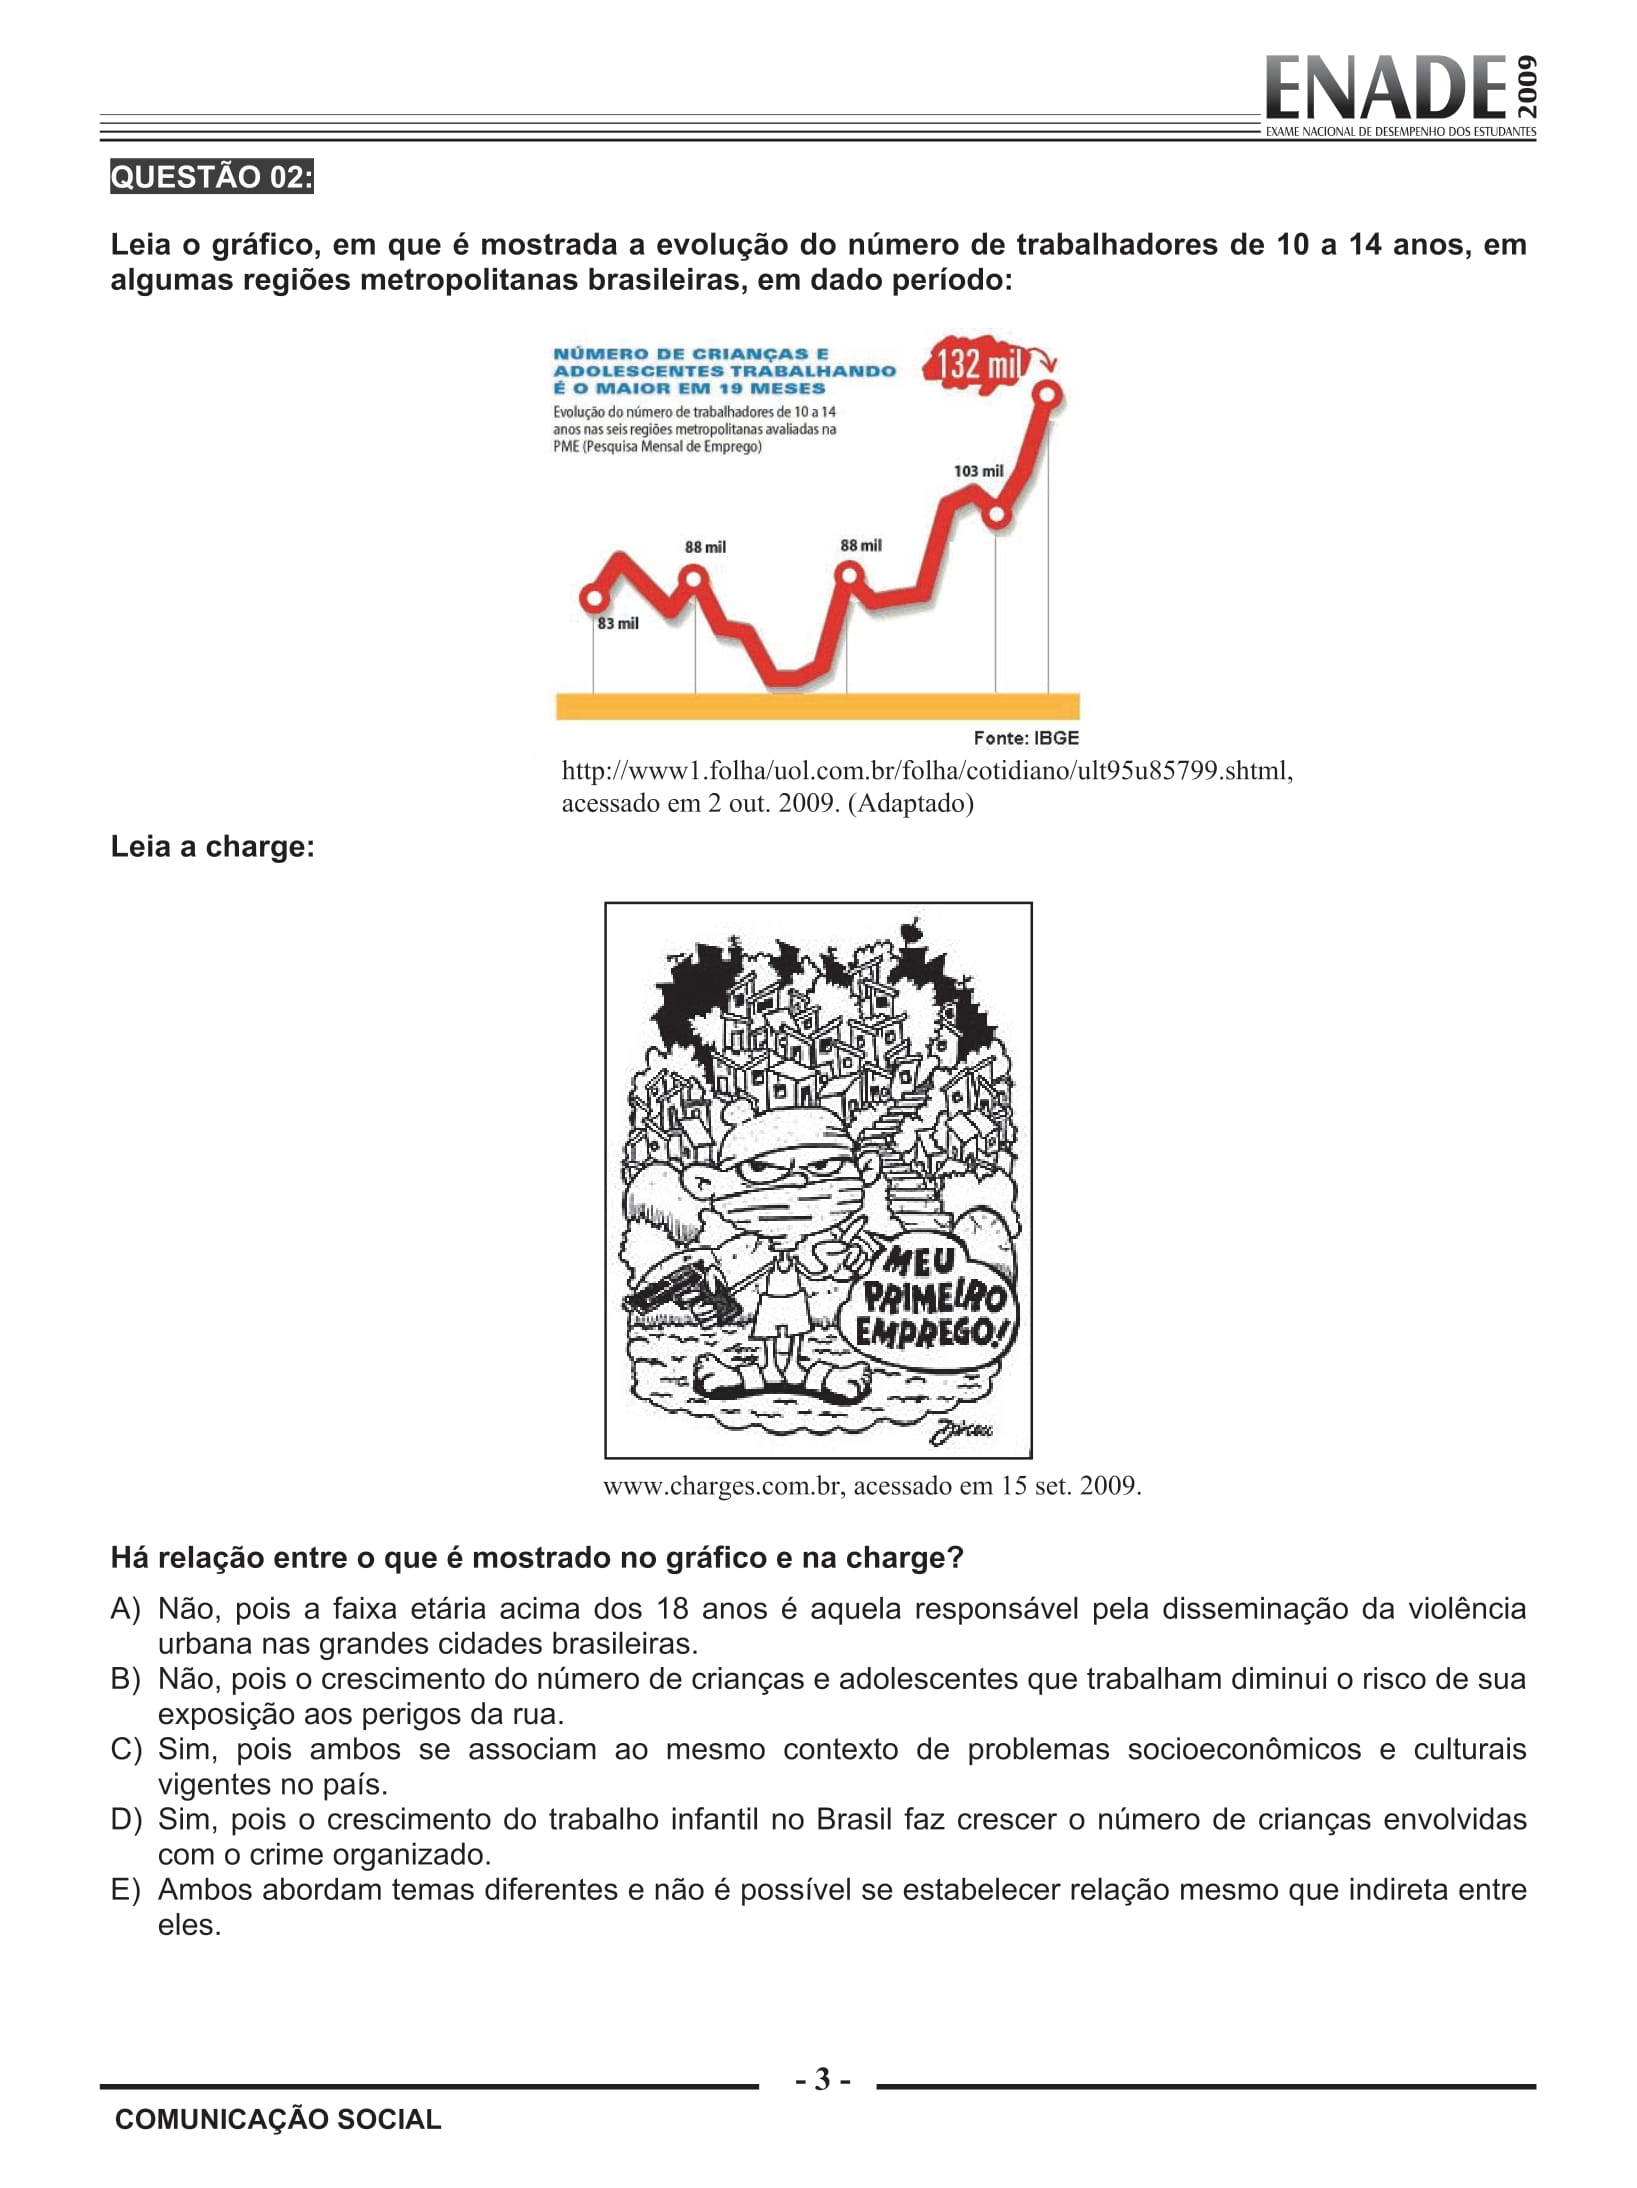 ENADE 2009
EXAME NACIONAL DE DESEMPENHO DOS ESTUDANTES
QUESTÃO 02:
Leia o gráfico, em que é mostrada a evolução do número de trabalhadores de 10 a 14 anos, em
algumas regiões metropolitanas brasileiras, em dado período:
NÚMERO DE CRIANÇAS E
ADOLESCENTES TRABALHANDO
É O MAIOR EM 19 MESES
Evolução do número de trabalhadores de 10 a 14
anos nas seis regiões metropolitanas avaliadas na
PME (Pesquisa Mensal de Emprego)
132 mil
103 mil
88 mil
88 mil
83 mil
Fonte: IBGE
http://www1.folha/uol.com.br/folha/cotidiano/ult95u85799.shtml,
acessado em 2 out. 2009. (Adaptado)
Leia a charge:
MEU
PRIMEIRO
EMPREGO!
www.charges.com.br, acessado em 15 set. 2009.
Há relação entre o que é mostrado no gráfico e na charge?
A) Não, pois a faixa etária acima dos 18 anos é aquela responsável pela disseminação da violência
urbana nas grandes cidades brasileiras.
B) Não, pois o crescimento do número de crianças e adolescentes que trabalham diminui o risco de sua
exposição aos perigos da rua.
C) Sim, pois ambos se associam ao mesmo contexto de problemas socioeconômicos e culturais
vigentes no país.
D) Sim, pois o crescimento do trabalho infantil no Brasil faz crescer o número de crianças envolvidas
com o crime organizado.
E) Ambos abordam temas diferentes e não é possível se estabelecer relação mesmo que indireta entre
eles.
- 3 -
COMUNICAÇÃO SOCIAL